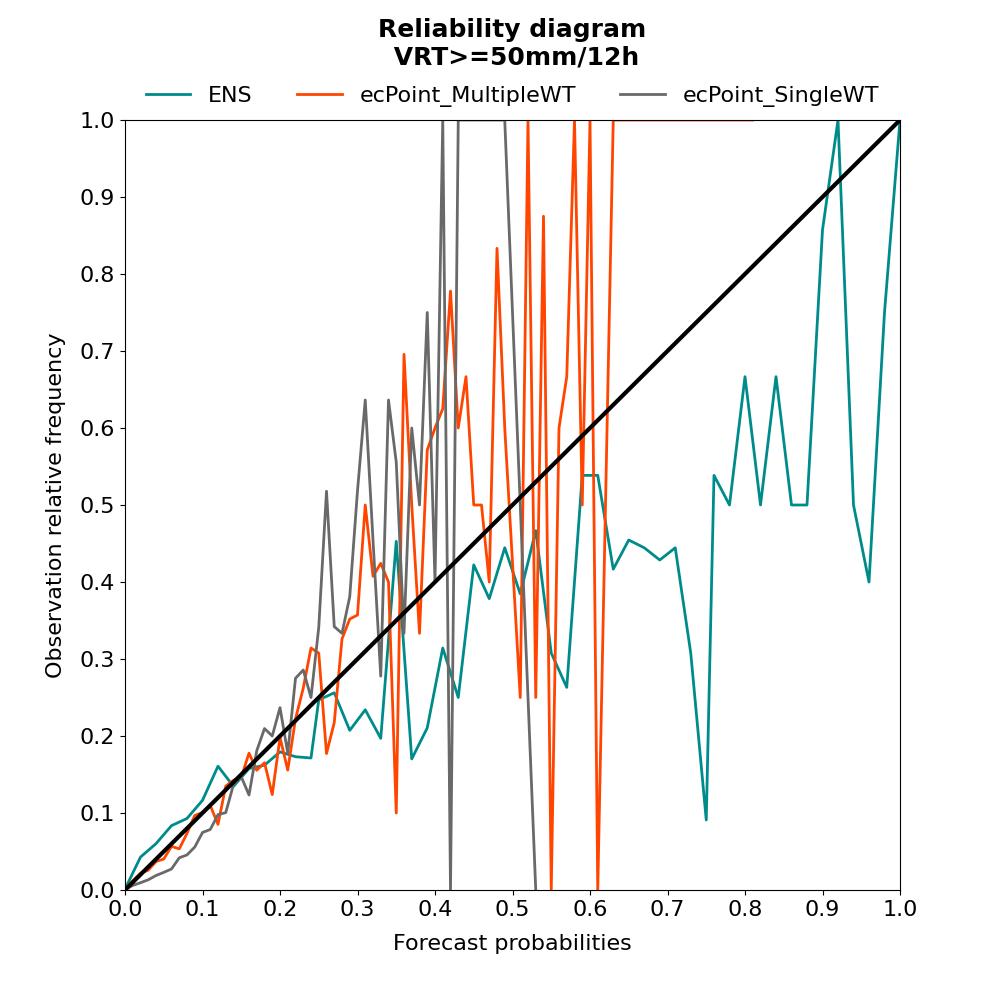 Reliability diagram
VRT>=50mm/12h
ENS ecPoint_MultipleWT ecPoint_SingleWT
1.0
0.9
0.8
0.7
0.6
0.5
0.4
0.3
0.2
0.1
0.0
Observation relative frequency
0.0 0.1 0.2 0.3 0.4 0.5 0.6 0.7 0.8 0.9 1.0
Forecast probabilities